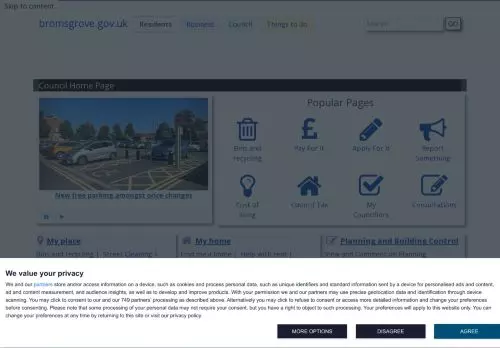 Skip to content
bromsgrove.gov.uk Residents Business Council Things to do Search GO
Council Home Page
Popular Pages
Bins and recycling
Pay For It
Apply For It
Report Something
New free parking amongst price changes
Cost of living
Council Tax
My Councillors
Consultations
My place
My home
Planning and Building Control
Bin and recycling | Street Cleaning |
Find me a home | Help with rent |
View and Comment on Planning
We value your privacy
We and our partners store and/or access information on a device, such as cookies and process personal data, such as unique identifiers and standard information sent by a device for personalised ads and content,
ad and content measurement, and audience insights, as well as to develop and improve products. With your permission we and our partners may use precise geolocation data and identification through device
scanning. You may click to consent to our and our 749 partners' processing as described above. Alternatively you may click to refuse to consent or access more detailed information and change your preferences
before consenting. Please note that some processing of your personal data may not require your consent, but you have a right to object to such processing. Your preferences will apply to this website only. You can
change your preferences at any time by returning to this site or visit our privacy policy.
MORE OPTIONS DISAGREE AGREE